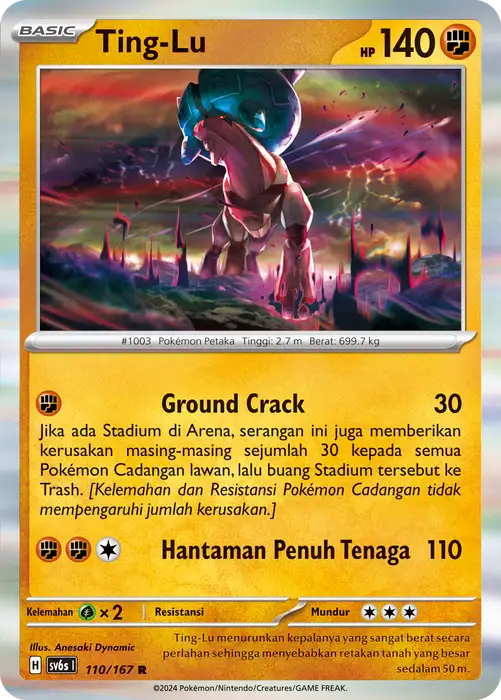 BASIC Ting-Lu HP 140
#1003 Pokémon Petaka Tinggi: 2.7 m Berat: 699.7 kg
Ground Crack 30
Jika ada Stadium di Arena, serangan ini juga memberikan
kerusakan masing-masing sejumlah 30 kepada semua
Pokémon Cadangan lawan, lalu buang Stadium tersebut ke
Trash. [Kelemahan dan Resistansi Pokémon Cadangan tidak
mempengaruhi jumlah kerusakan.]
Hantaman Penuh Tenaga 110
Kelemahan ×2 Resistansi Mundur
Illus. Anesaki Dynamic
H sv6s I 110/167 R
Ting-Lu menurunkan kepalanya yang sangat berat secara
perlahan sehingga menyebabkan retakan tanah yang besar
sedalam 50 m.
©2024 Pokémon/Nintendo/Creatures/GAME FREAK.